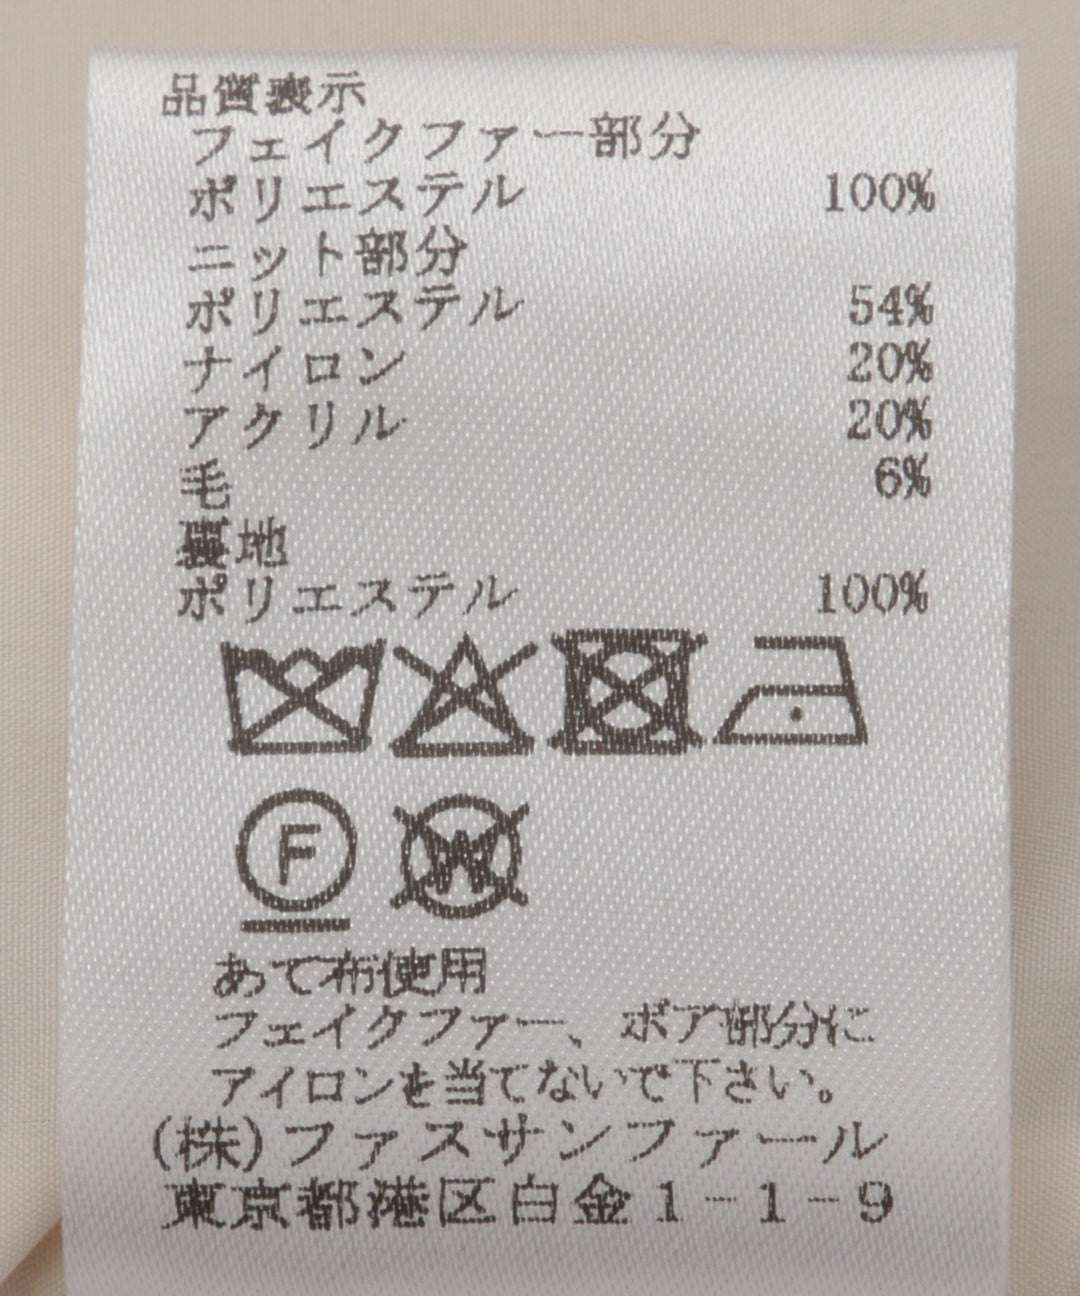 品質表示
フェイクファー部分
ポリエステル 100%
ニット部分
ポリエステル 54%
ナイロン 20%
アクリル 20%
毛 6%
裏地
ポリエステル 100%
F W
あて布使用
フェイクファー、ボア部分に
アイロンを当てないで下さい。
(株)ファスサンファール
東京都港区白金1-1-9